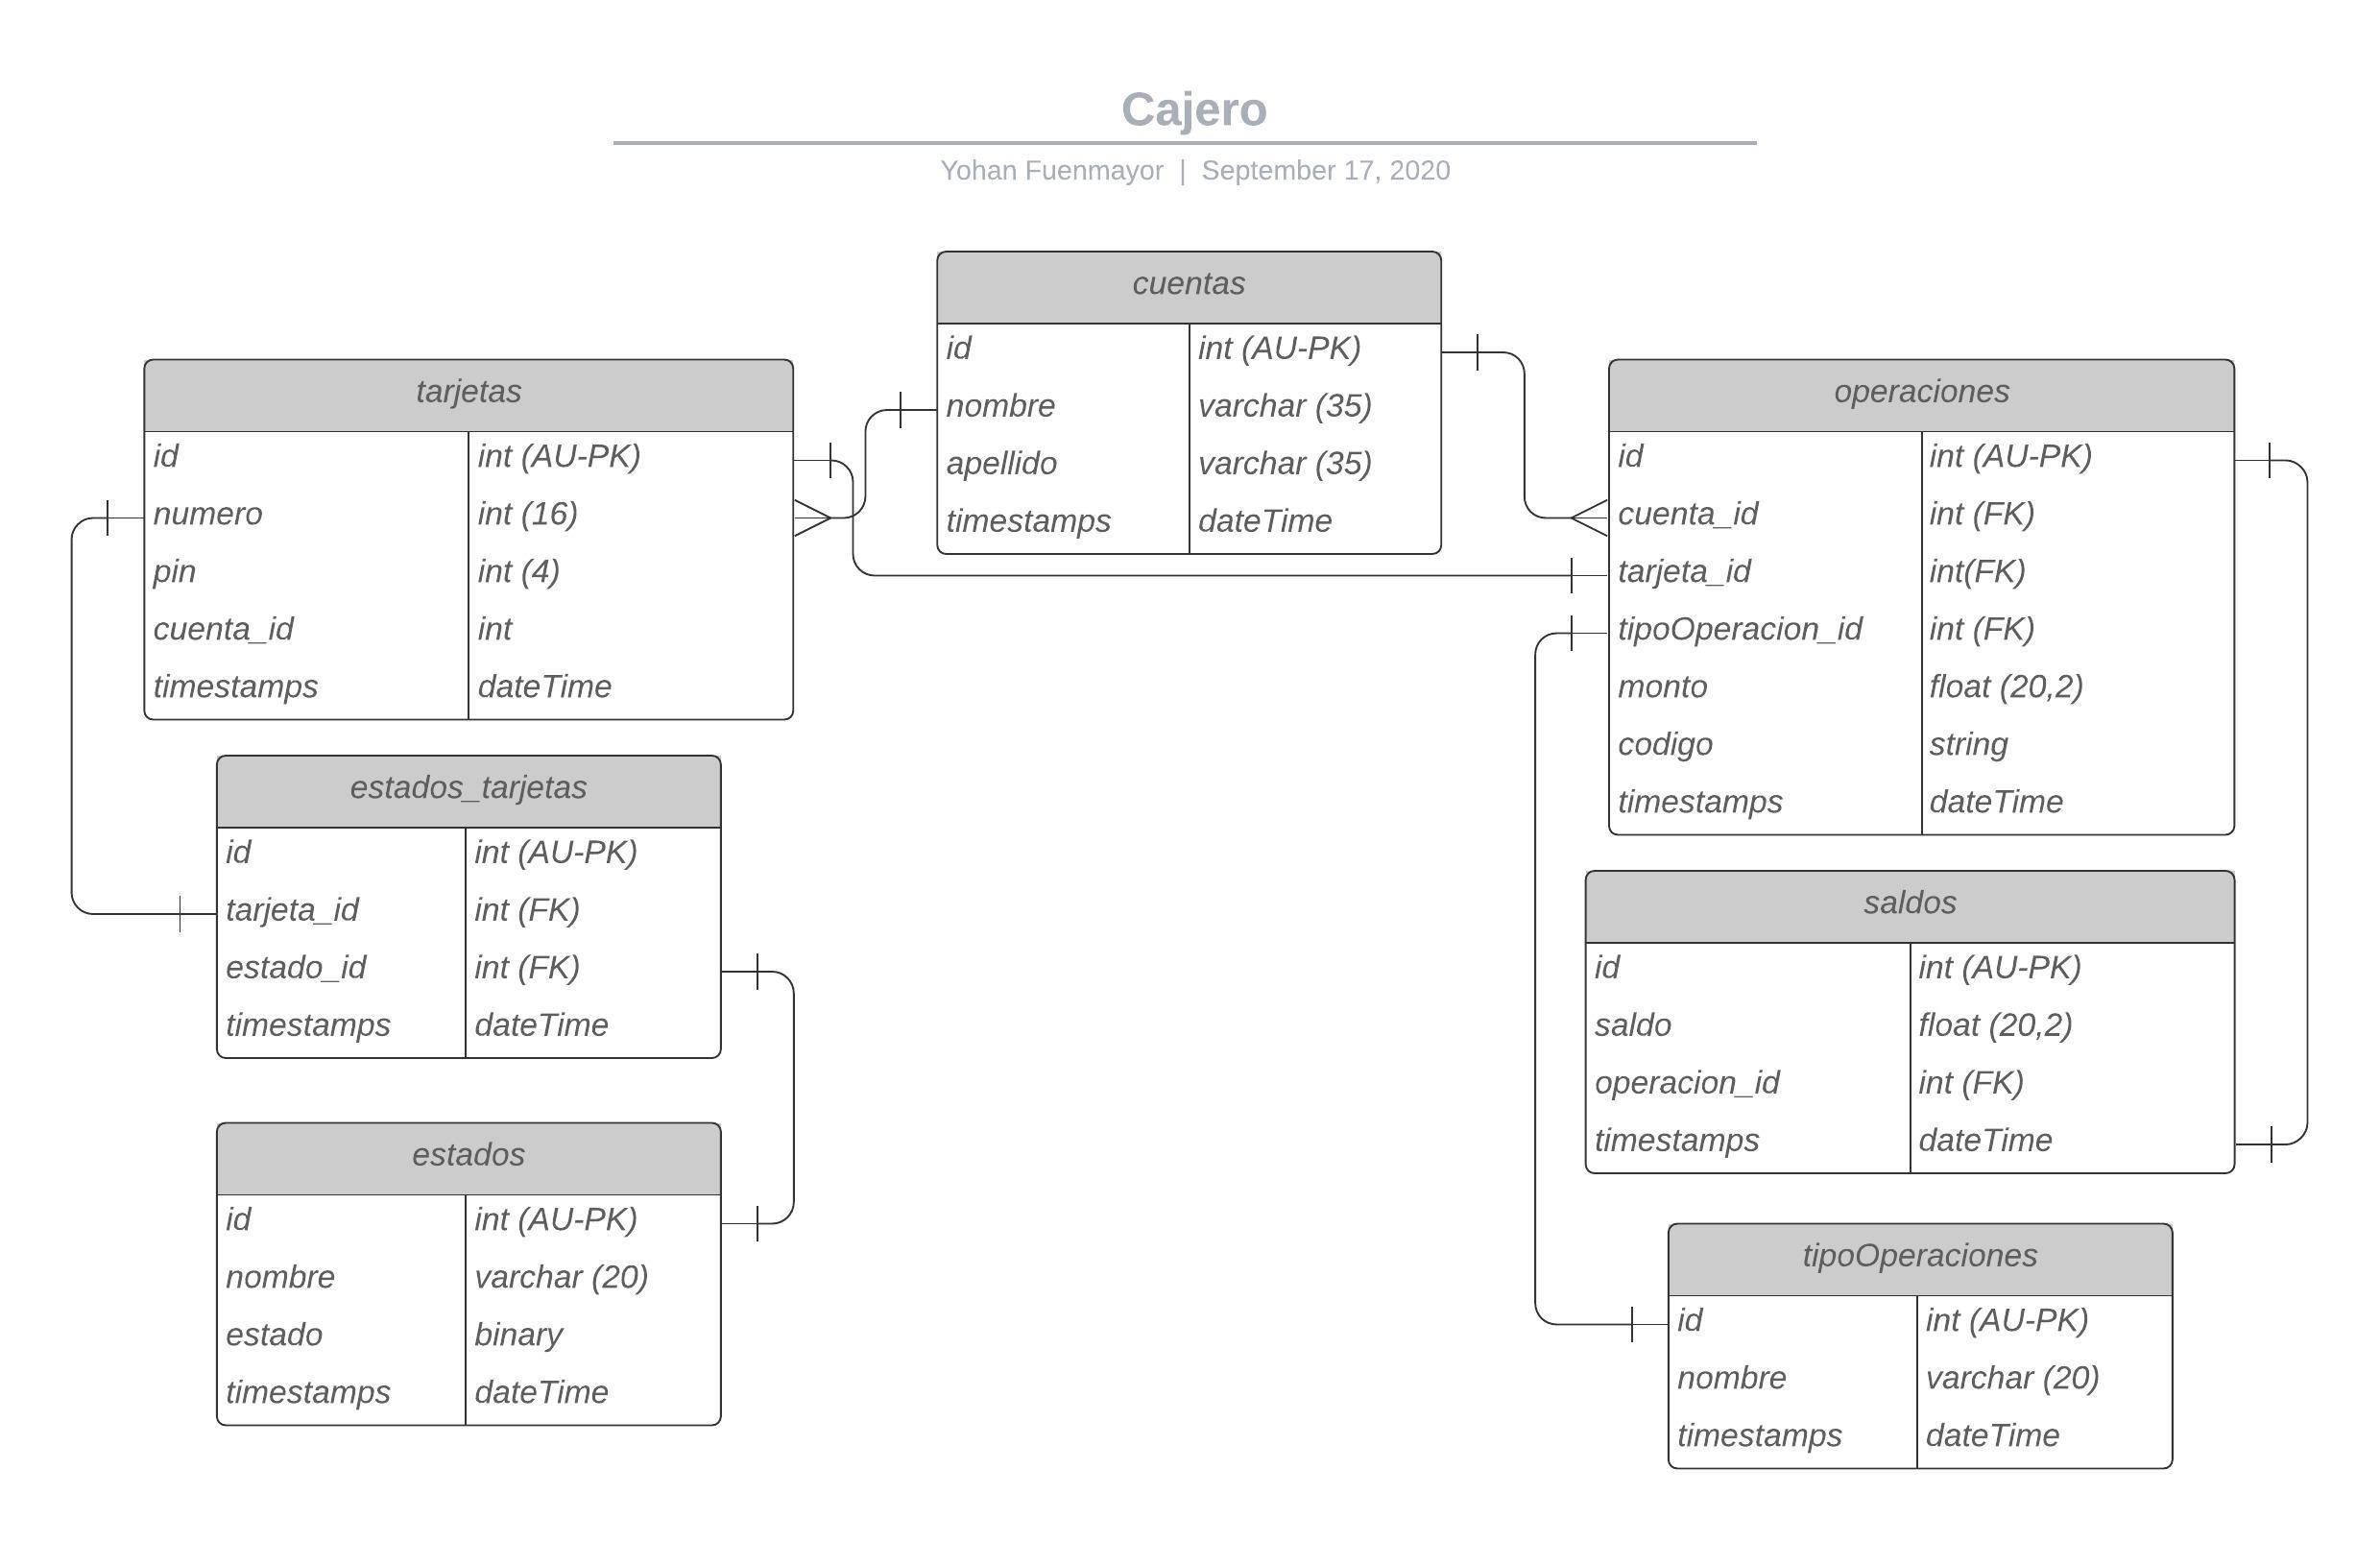 Cajero
Yohan Fuenmayor | September 17, 2020
cuentas
id int (AU-PK)
nombre varchar (35)
apellido varchar (35)
timestamps dateTime
tarjetas
id int (AU-PK)
numero int (16)
pin int (4)
cuenta_id int
timestamps dateTime
operaciones
id int (AU-PK)
cuenta_id int (FK)
tarjeta_id int(FK)
tipoOperacion_id int (FK)
monto float (20,2)
codigo string
timestamps dateTime
estados_tarjetas
id int (AU-PK)
tarjeta_id int (FK)
estado_id int (FK)
timestamps dateTime
saldos
id int (AU-PK)
saldo float (20,2)
operacion_id int (FK)
timestamps dateTime
estados
id int (AU-PK)
nombre varchar (20)
estado binary
timestamps dateTime
tipoOperaciones
id int (AU-PK)
nombre varchar (20)
timestamps dateTime